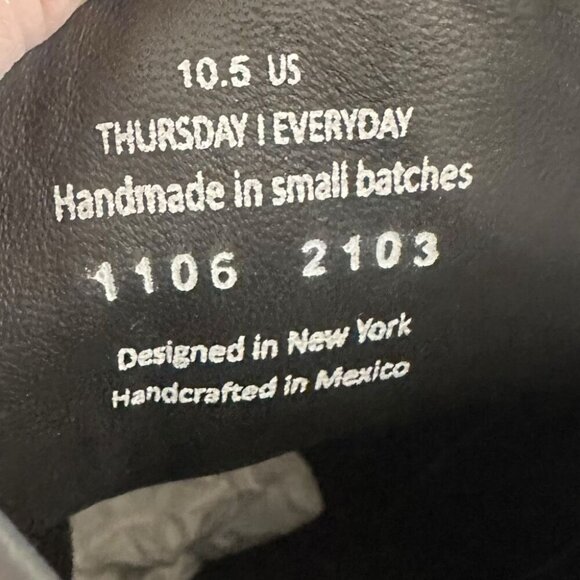 10.5 US
THURSDAY | EVERYDAY
Handmade in small batches
1106 2103
Designed in New York
Handcrafted in Mexico